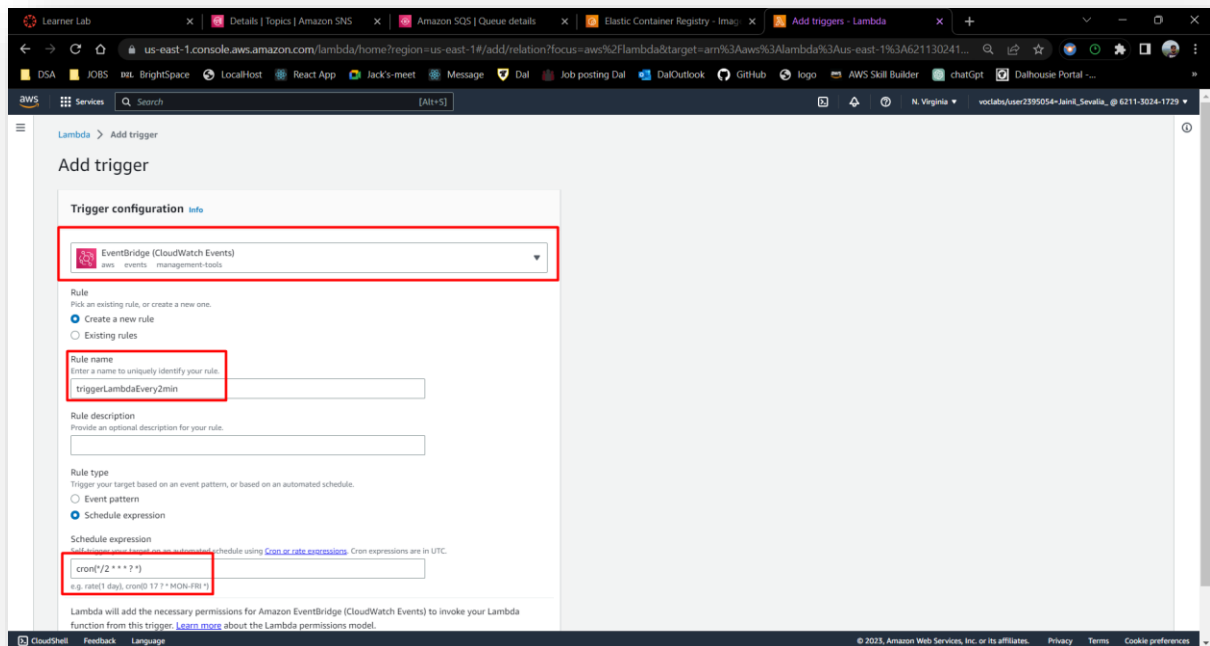 Learner Lab
Details | Topics | Amazon SNS
Amazon SQS | Queue details
Elastic Container Registry - Imag
Add triggers - Lambda
us-east-1.console.aws.amazon.com/lambda/home?region=us-east-1#/add/relation?focus=aws%2Flambda&target=arn%3Aaws%3Alambda%3Aus-east-1%3A621130241...
DSA JOBS DAL BrightSpace LocalHost React App Jack's-meet Message Dal Job posting Dal DalOutlook GitHub logo AWS Skill Builder chatGpt Dalhousie Portal -... »
aws Services Search [Alt+S] N. Virginia voclabs/user2395054=Jainil_Sevalia_ @ 6211-3024-1729
Lambda > Add trigger
Add trigger
Trigger configuration Info
EventBridge (CloudWatch Events)
aws events management-tools
Rule
Pick an existing rule, or create a new one.
Create a new rule
Existing rules
Rule name
Enter a name to uniquely identify your rule.
triggerLambdaEvery2min
Rule description
Provide an optional description for your rule.
Rule type
Trigger your target based on an event pattern, or based on an automated schedule.
Event pattern
Schedule expression
Schedule expression
Self-trigger your target on an automated schedule using Cron or rate expressions. Cron expressions are in UTC.
cron(*/2 * * * ? *)
e.g. rate(1 day), cron(0 17 ? * MON-FRI *)
Lambda will add the necessary permissions for Amazon EventBridge (CloudWatch Events) to invoke your Lambda
function from this trigger. Learn more about the Lambda permissions model.
CloudShell Feedback Language © 2023, Amazon Web Services, Inc. or its affiliates. Privacy Terms Cookie preferences